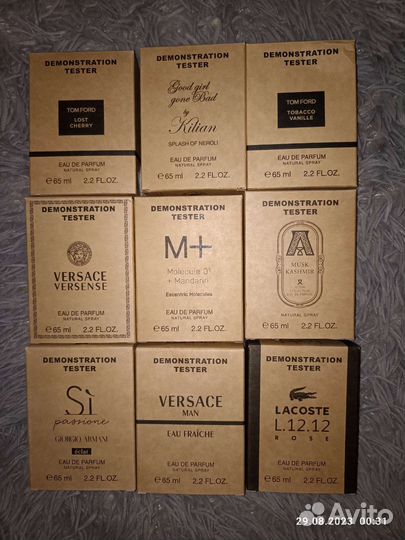 DEMONSTRATION
TESTER
TOM FORD
LOST
CHERRY
EAU DE PARFUM
NATURAL SPRAY
℮65 ml 2.2 FL.OZ.
DEMONSTRATION
TESTER
Good girl
gone Bad
by
Kilian
SPLASH OF NEROLI
EAU DE PARFUM
NATURAL SPRAY
℮65 ml 2.2 FL.OZ.
DEMONSTRATION
TESTER
TOM FORD
TOBACCO
VANILLE
EAU DE PARFUM
NATURAL SPRAY
℮65 ml 2.2 FL.OZ.
DEMONSTRATION
TESTER
VERSACE
VERSENSE
EAU DE PARFUM
NATURAL SPRAY
℮65 ml 2.2 FL.OZ.
DEMONSTRATION
TESTER
M+
Molecule 01
+ Mandarin
Escentric Molecules
EAU DE PARFUM
NATURAL SPRAY
℮65 ml 2.2 FL.OZ.
DEMONSTRATION
TESTER
A
MUSK
KASHMIR
EAU DE PARFUM
NATURAL SPRAY
℮65 ml 2.2 FL.OZ.
DEMONSTRATION
TESTER
Sì
passione
GIORGIO ARMANI
éclat
EAU DE PARFUM
NATURAL SPRAY
℮65 ml 2.2 FL.OZ.
DEMONSTRATION
TESTER
VERSACE
MAN
EAU FRAÎCHE
EAU DE PARFUM
NATURAL SPRAY
℮65 ml 2.2 FL.OZ.
DEMONSTRATION
TESTER
LACOSTE
L.12.12
ROSE
EAU DE PARFUM
NATURAL SPRAY
℮65 ml 2.2 FL.OZ.
29.08.2023 00:31
Avito